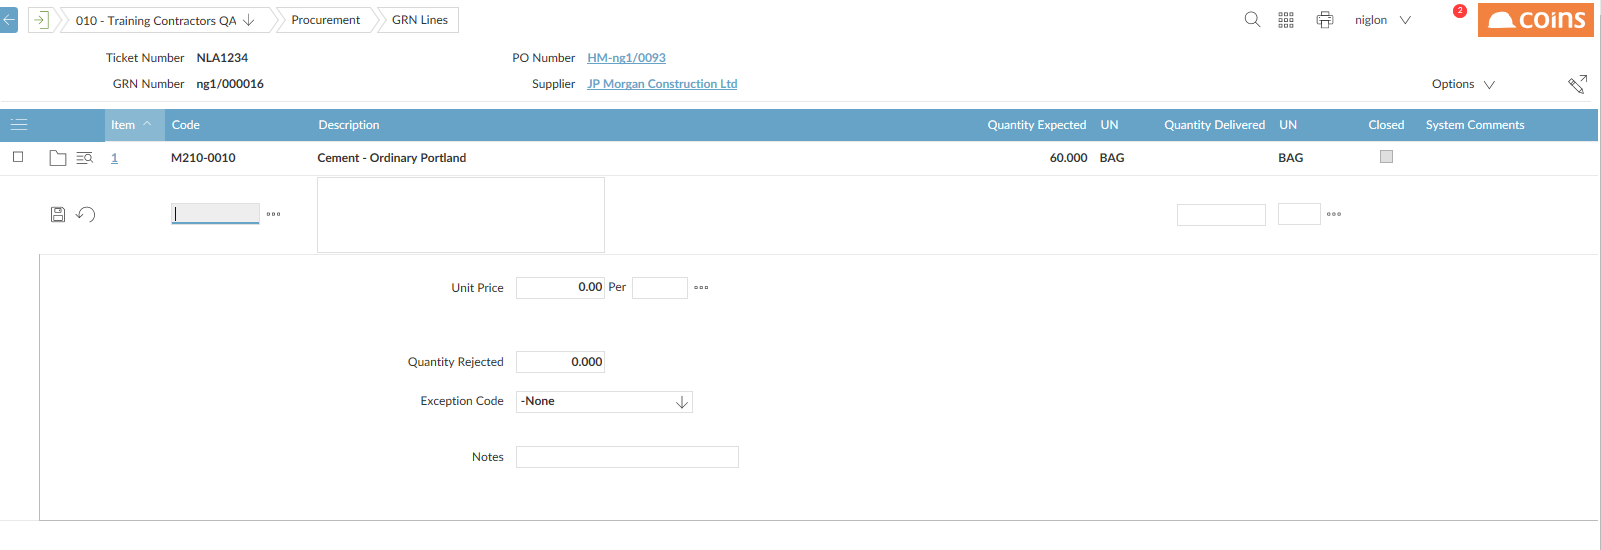 010 - Training Contractors QA Procurement GRN Lines niglon 2 coins
Ticket Number NLA1234 PO Number HM-ng1/0093
GRN Number ng1/000016 Supplier JP Morgan Construction Ltd Options
Item Code Description Quantity Expected UN Quantity Delivered UN Closed System Comments
1 M210-0010 Cement - Ordinary Portland 60.000 BAG BAG
Unit Price 0.00 Per
Quantity Rejected 0.000
Exception Code -None
Notes